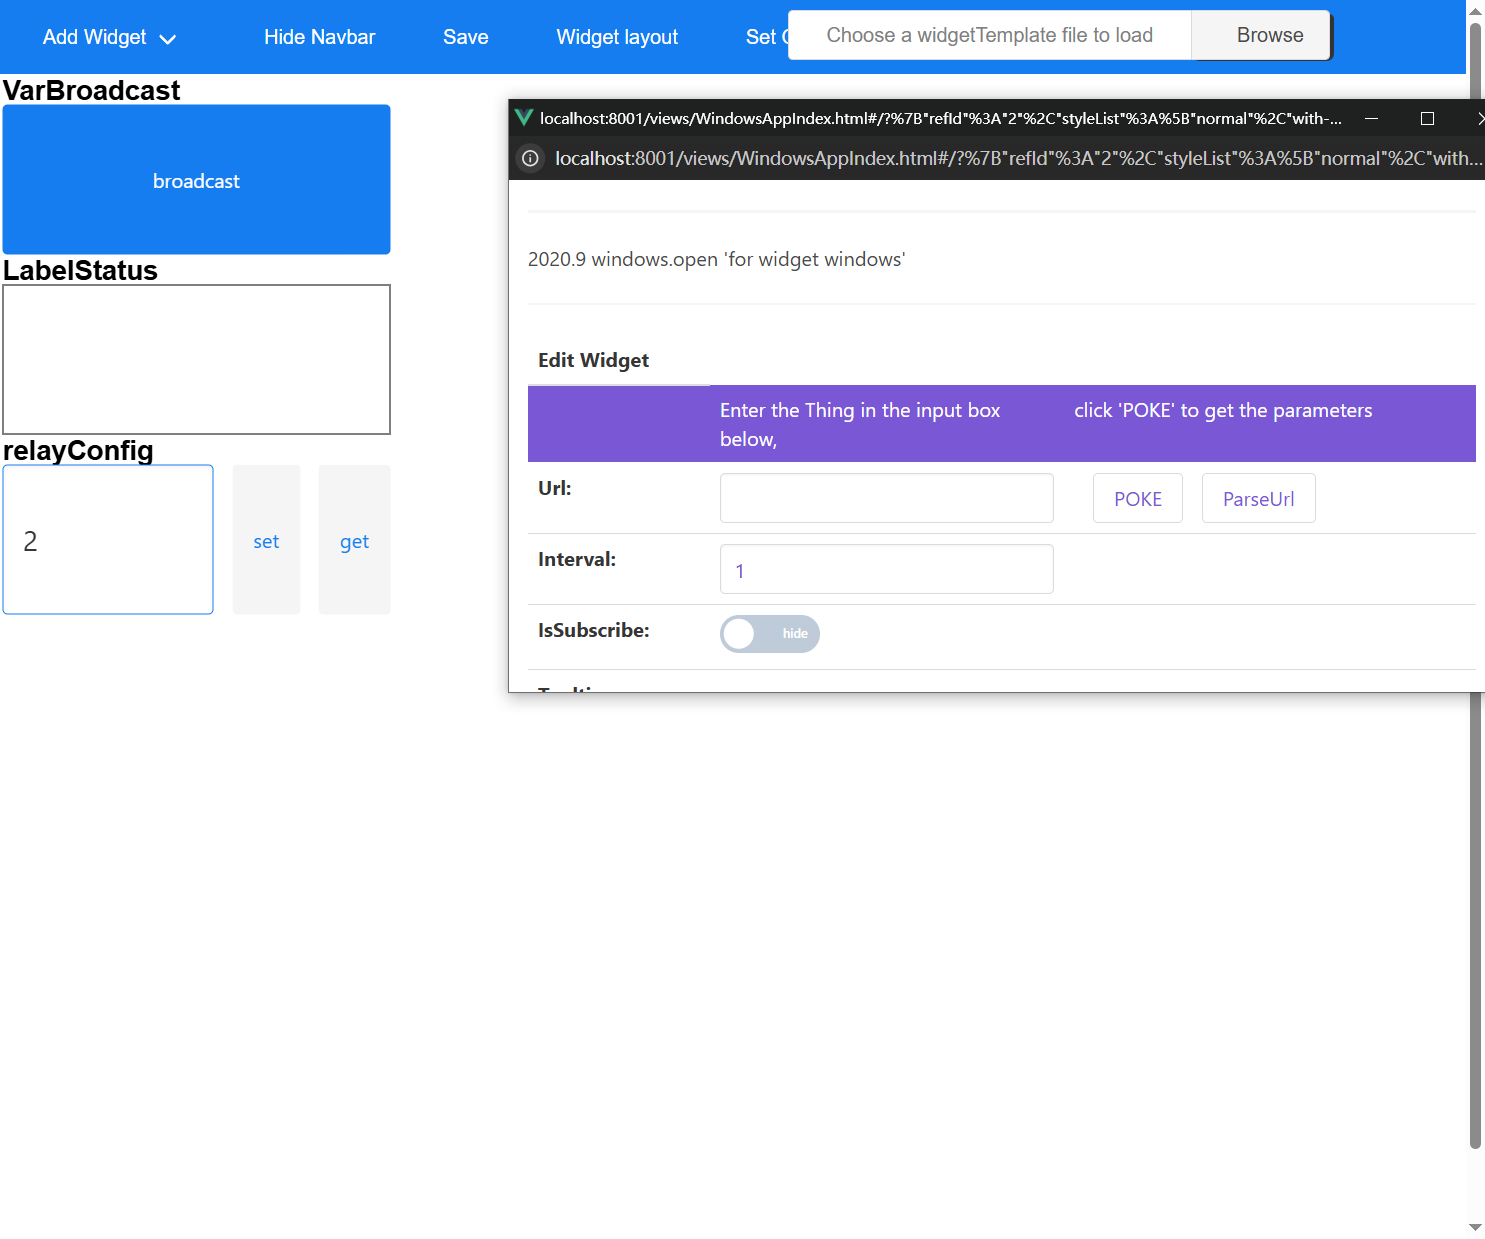 Add Widget
Hide Navbar
Save
Widget layout
Set
Choose a widgetTemplate file to load
Browse
VarBroadcast
broadcast
LabelStatus
relayConfig
2
set
get
localhost:8001/views/WindowsAppIndex.html#/?%7B"refId"%3A"2"%2C"styleList"%3A%5B"normal"%2C"with-...
localhost:8001/views/WindowsAppIndex.html#/?%7B"refId"%3A"2"%2C"styleList"%3A%5B"normal"%2C"with...
2020.9 windows.open 'for widget windows'
Edit Widget
Enter the Thing in the input box
below,
click 'POKE' to get the parameters
Url:
POKE
ParseUrl
Interval:
1
IsSubscribe:
hide